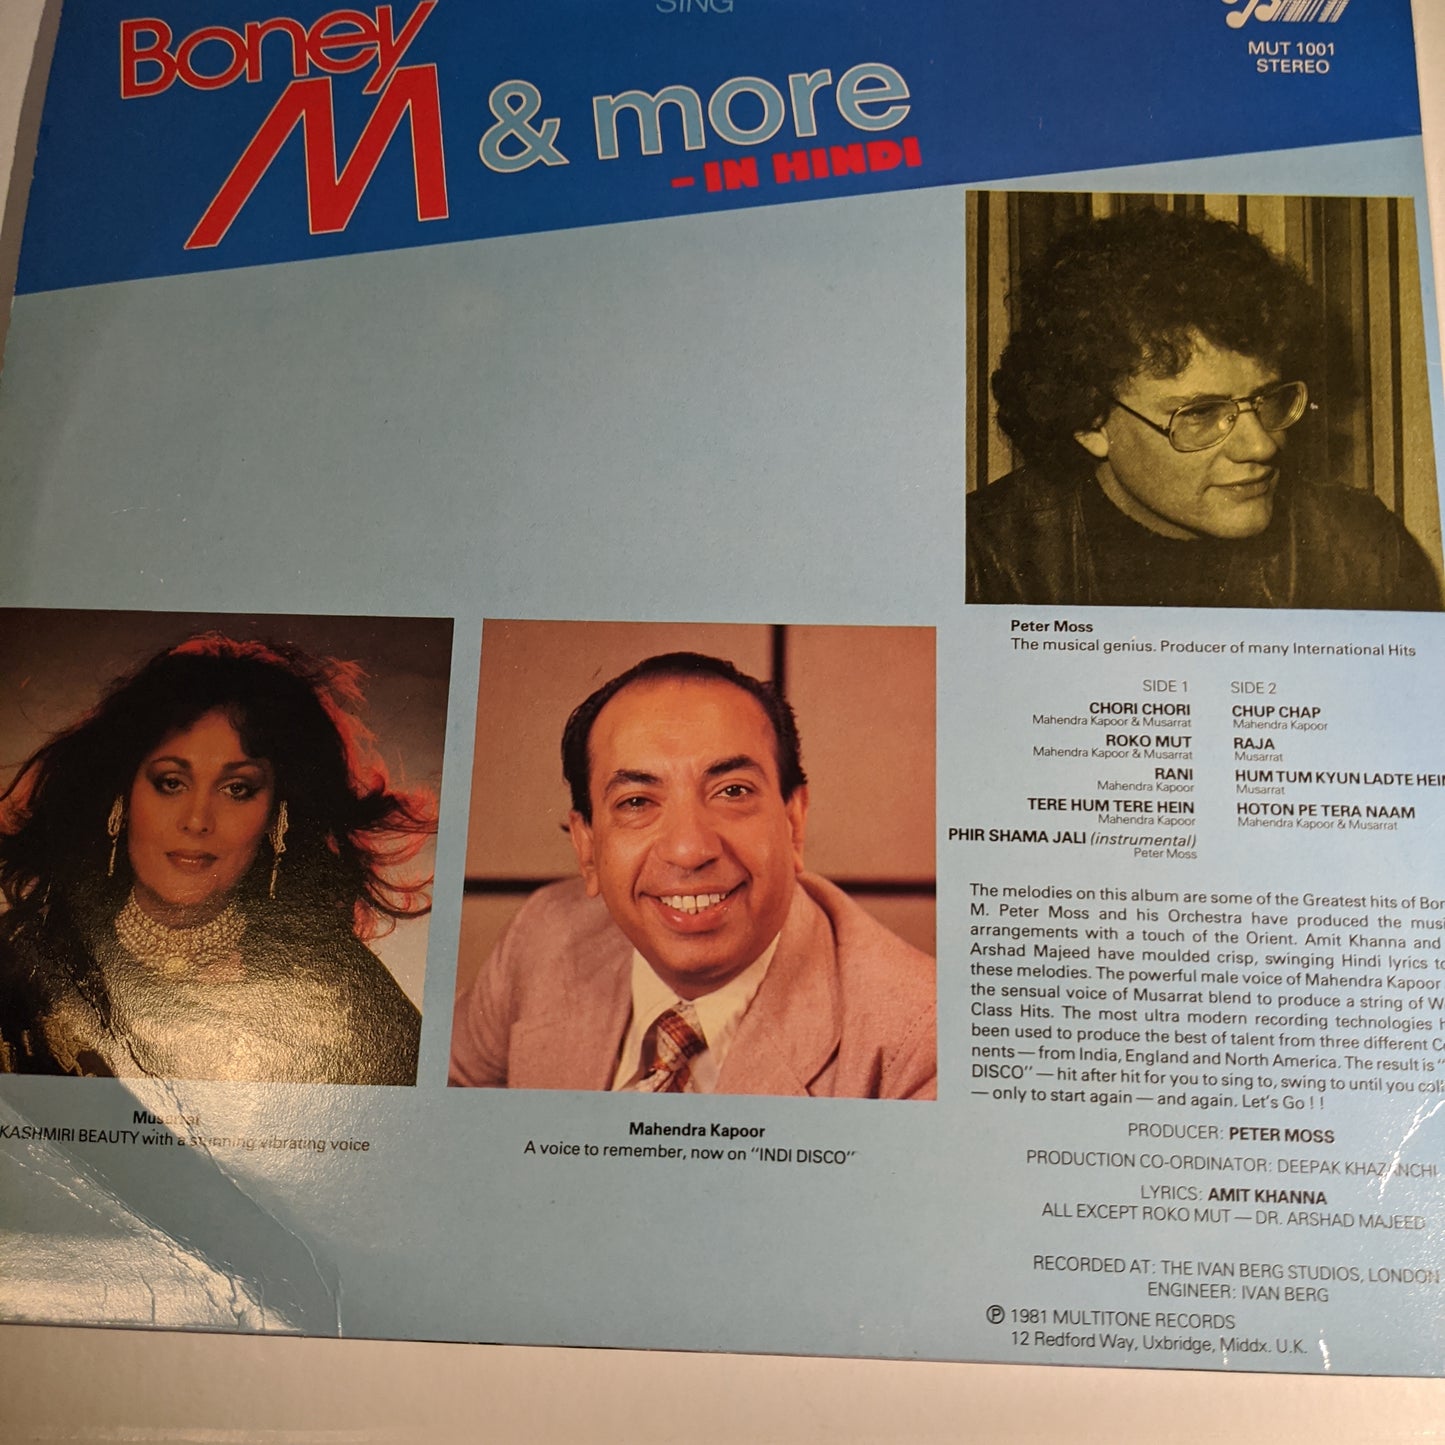 SING
Boney
M & more
- IN HINDI
MUT 1001
STEREO
Peter Moss
The musical genius. Producer of many International Hits
SIDE 1
CHORI CHORI
Mahendra Kapoor & Musarrat
ROKO MUT
Mahendra Kapoor & Musarrat
RANI
Mahendra Kapoor
TERE HUM TERE HEIN
Mahendra Kapoor
PHIR SHAMA JALI (instrumental)
Peter Moss
SIDE 2
CHUP CHAP
Mahendra Kapoor
RAJA
Musarrat
HUM TUM KYUN LADTE HEIN
Musarrat
HOTON PE TERA NAAM
Mahendra Kapoor & Musarrat
The melodies on this album are some of the Greatest hits of
M. Peter Moss and his Orchestra have produced the
arrangements with a touch of the Orient. Amit Khanna and
Arshad Majeed have moulded crisp, swinging Hindi lyrics
these melodies. The powerful male voice of Mahendra Kapoor
the sensual voice of Musarrat blend to produce a string of
Class Hits. The most ultra modern recording technologies
been used to produce the best of talent from three different
nents — from India, England and North America. The result is
DISCO" — hit after hit for you to sing to, swing to until you
— only to start again — and again. Let's Go ! !
PRODUCER: PETER MOSS
PRODUCTION CO-ORDINATOR: DEEPAK KHAZANCHI
LYRICS: AMIT KHANNA
ALL EXCEPT ROKO MUT — DR. ARSHAD MAJEED
RECORDED AT: THE IVAN BERG STUDIOS, LONDON
ENGINEER: IVAN BERG
℗ 1981 MULTITONE RECORDS
12 Redford Way, Uxbridge, Middx. U.K.
Musarrat
KASHMIRI BEAUTY with a stunning vibrating voice
Mahendra Kapoor
A voice to remember, now on "INDI DISCO"